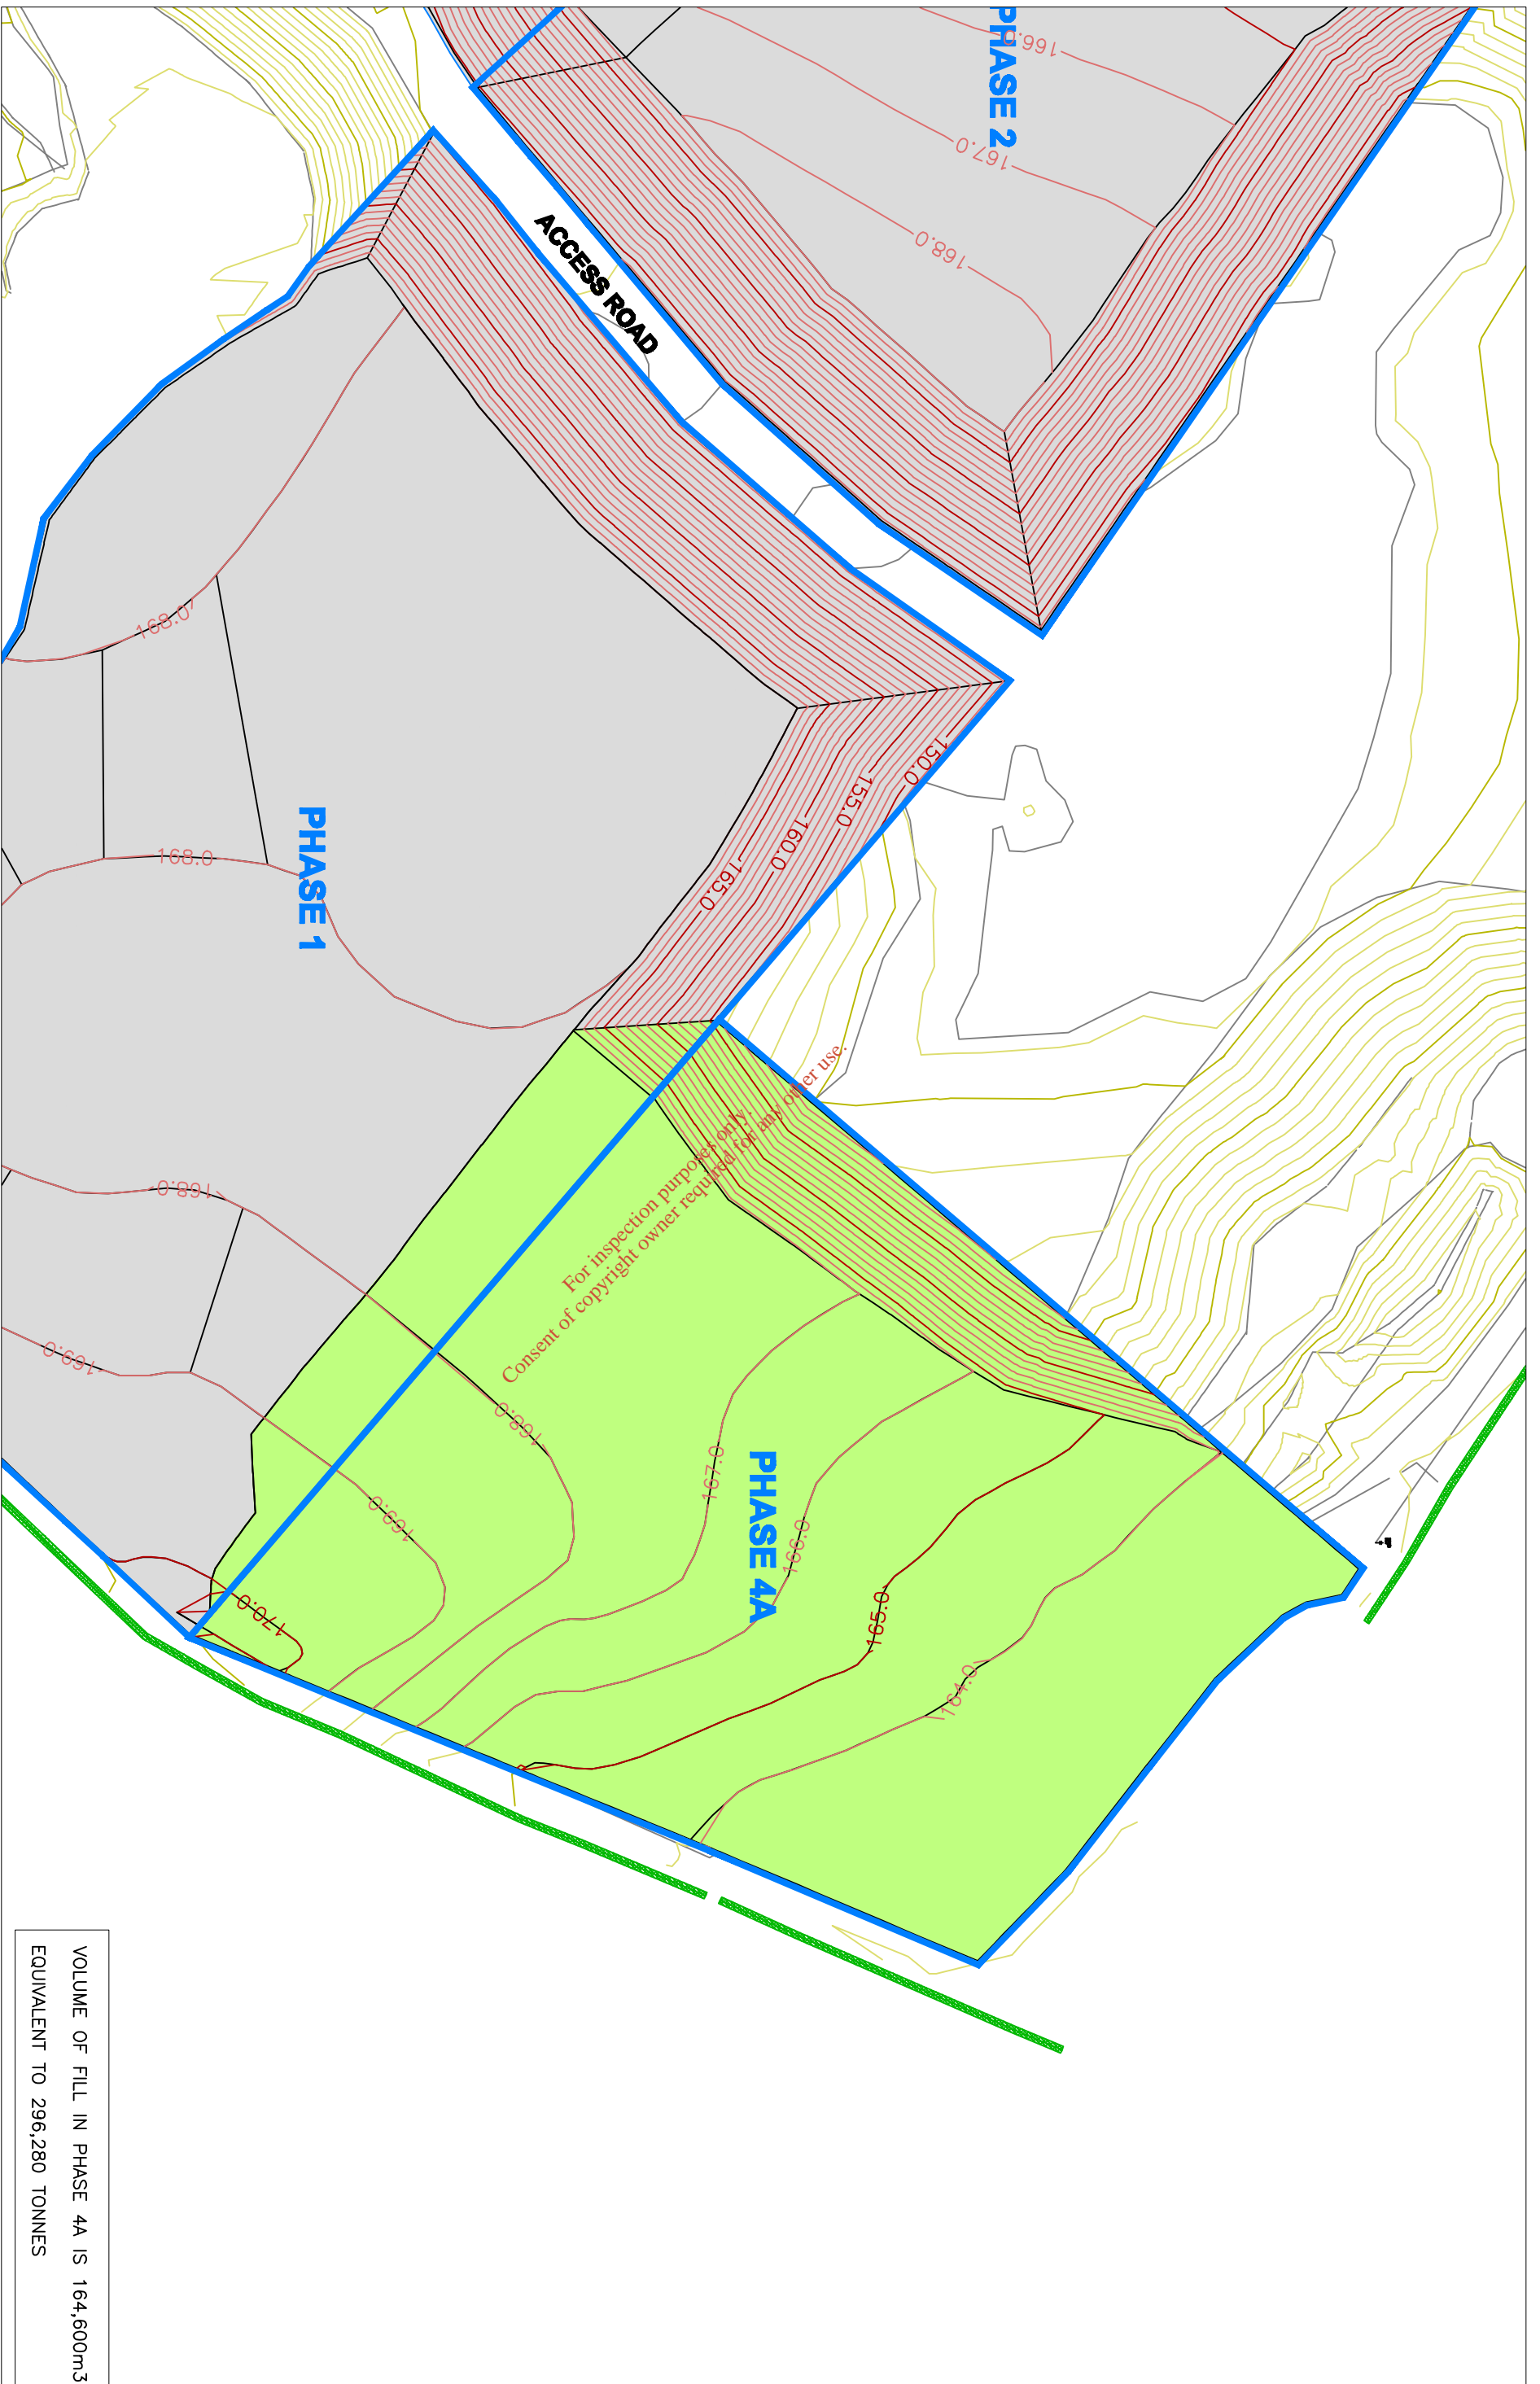 PHASE 2
166.0
167.0
168.0
ACCESS ROAD
168.0
150.0
155.0
160.0
165.0
PHASE 1
168.0
168.0
169.0
For inspection purposes only.
Consent of copyright owner required for any other use.
168.0
167.0
PHASE 4A
166.0
169.0
165.0
170.0
164.0
VOLUME OF FILL IN PHASE 4A IS 164,600m3
EQUIVALENT TO 296,280 TONNES